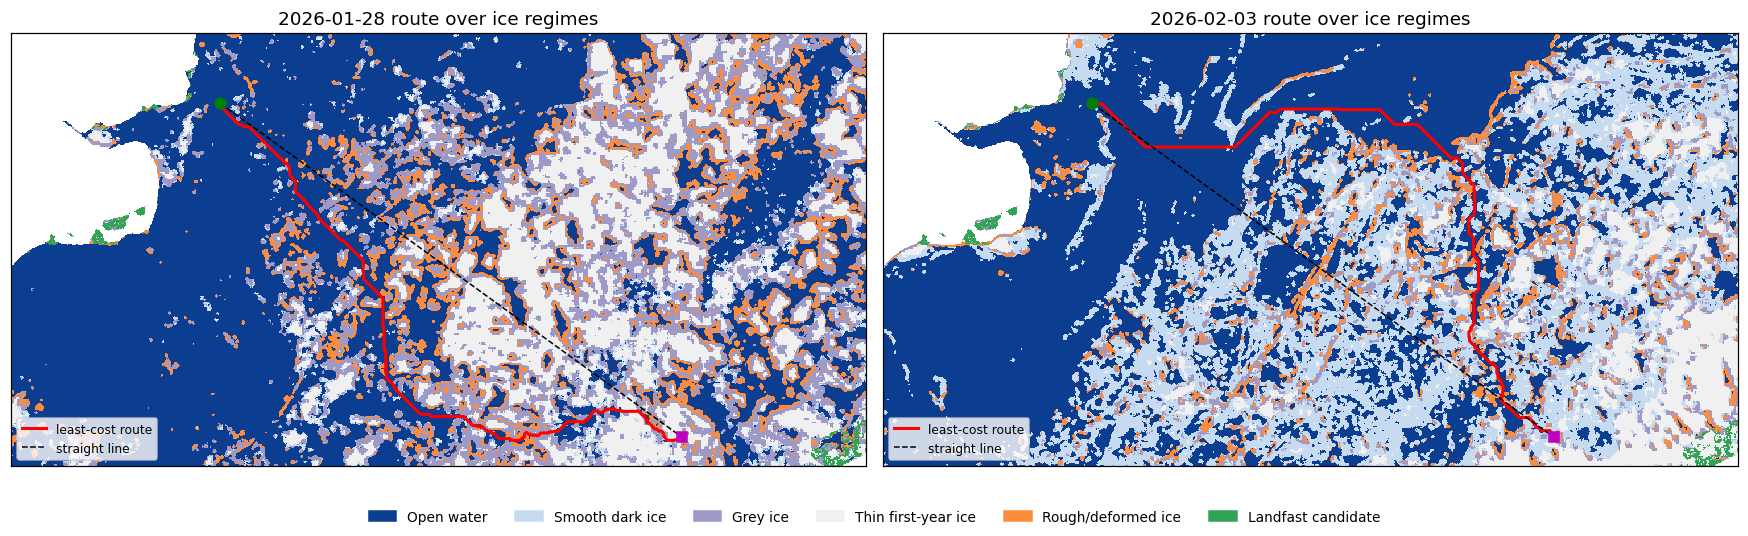 2026-01-28 route over ice regimes
2026-02-03 route over ice regimes
least-cost route
straight line
least-cost route
straight line
Open water
Smooth dark ice
Grey ice
Thin first-year ice
Rough/deformed ice
Landfast candidate